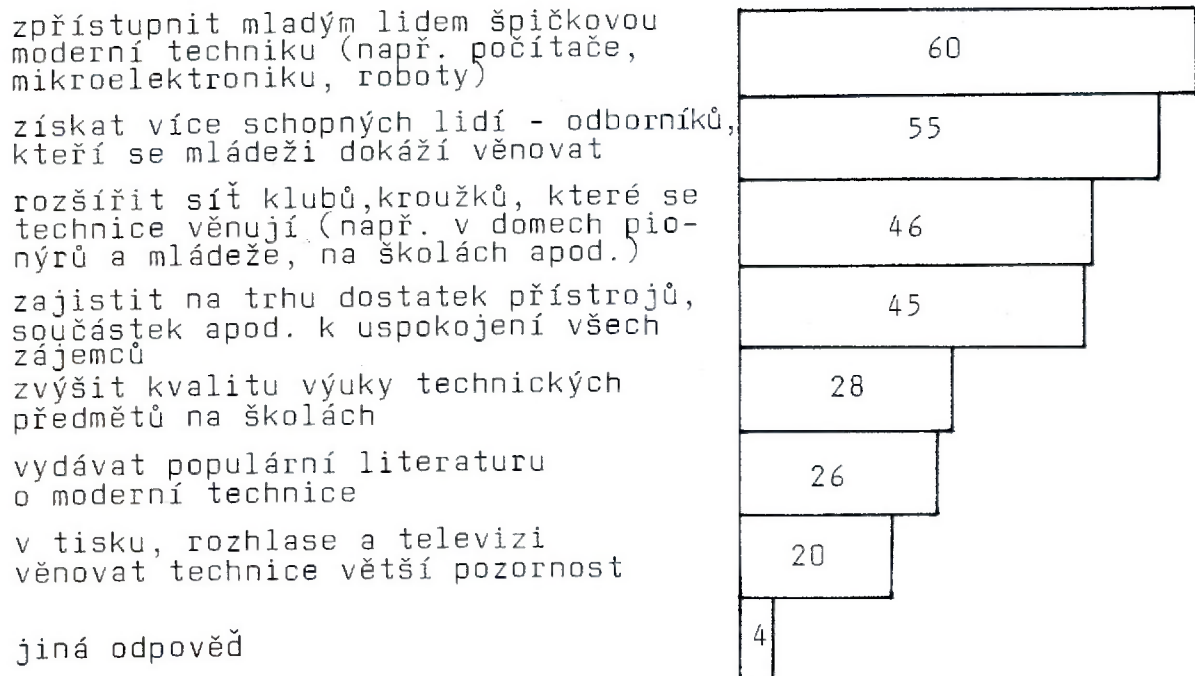 zpřístupnit mladým lidem špičkovou
moderní techniku (např. počítače,
mikroelektroniku, roboty)
60
získat více schopných lidí - odborníků,
kteří se mládeži dokáží věnovat
55
rozšířit síť klubů,kroužků, které se
technice věnují (např. v domech pio-
nýrů a mládeže, na školách apod.)
46
zajistit na trhu dostatek přístrojů,
součástek apod. k uspokojení všech
zájemců
45
zvýšit kvalitu výuky technických
předmětů na školách
28
vydávat populární literaturu
o moderní technice
26
v tisku, rozhlase a televizi
věnovat technice větší pozornost
20
jiná odpověď
4